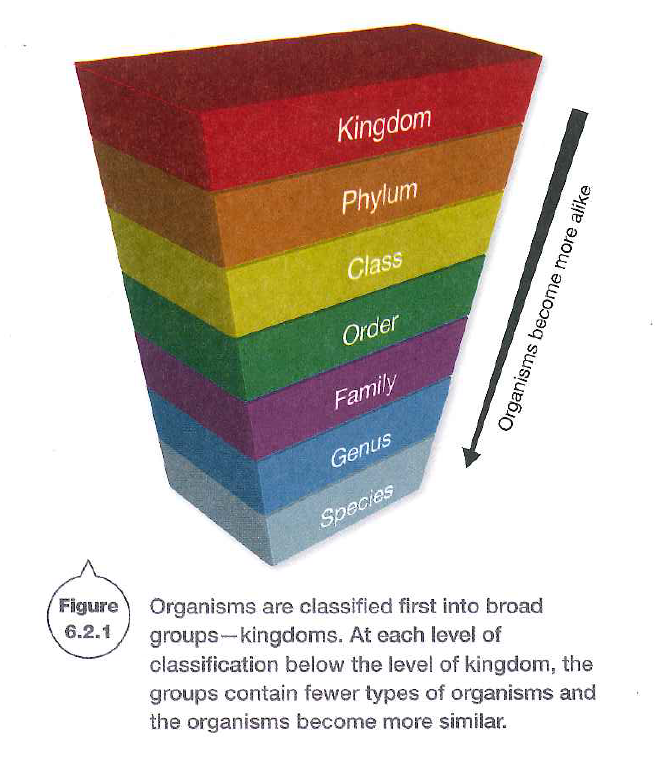 Kingdom
Phylum
Class
Order
Family
Genus
Species
Organisms become more alike
Figure
6.2.1
Organisms are classified first into broad
groups—kingdoms. At each level of
classification below the level of kingdom, the
groups contain fewer types of organisms and
the organisms become more similar.